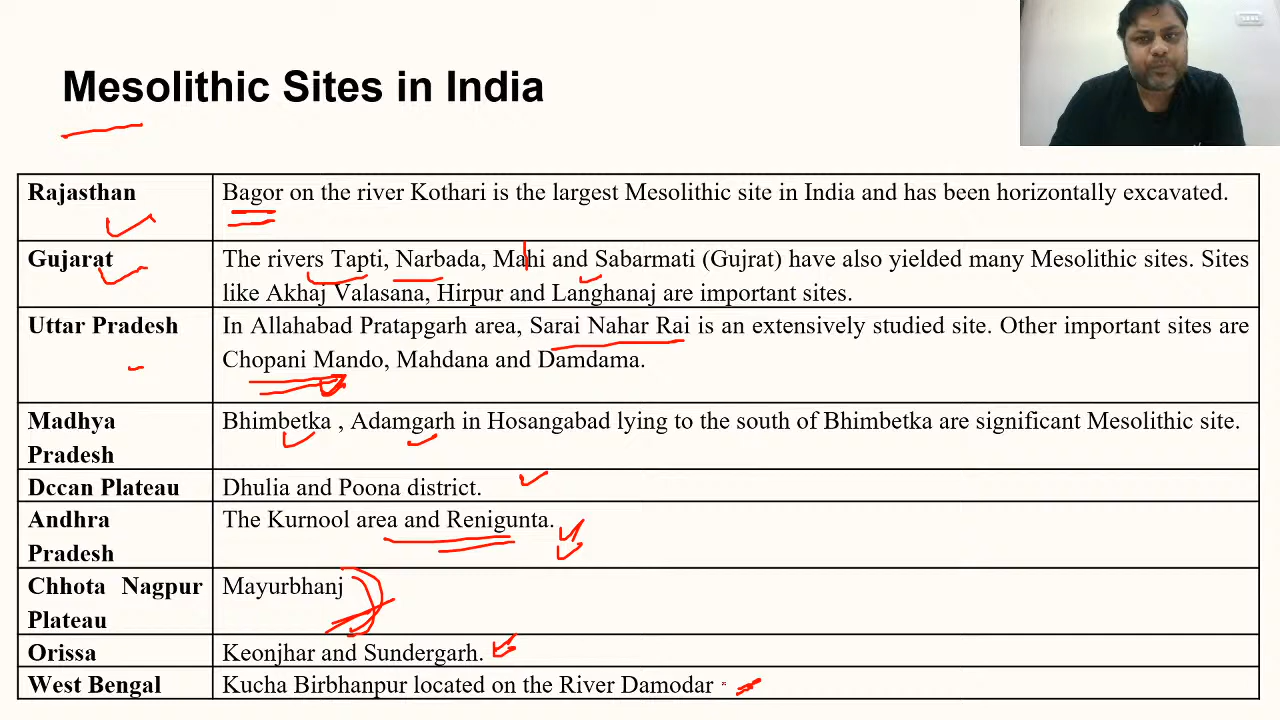 Mesolithic Sites in India
Rajasthan
Bagor on the river Kothari is the largest Mesolithic site in India and has been horizontally excavated.
Gujarat
The rivers Tapti, Narbada, Mahi and Sabarmati (Gujrat) have also yielded many Mesolithic sites. Sites
like Akhaj Valasana, Hirpur and Langhanaj are important sites.
Uttar Pradesh
In Allahabad Pratapgarh area, Sarai Nahar Rai is an extensively studied site. Other important sites are
Chopani Mando, Mahdana and Damdama.
Madhya
Pradesh
Bhimbetka , Adamgarh in Hosangabad lying to the south of Bhimbetka are significant Mesolithic site.
Dccan Plateau
Dhulia and Poona district.
Andhra
Pradesh
The Kurnool area and Renigunta.
Chhota Nagpur
Plateau
Mayurbhanj
Orissa
Keonjhar and Sundergarh.
West Bengal
Kucha Birbhanpur located on the River Damodar